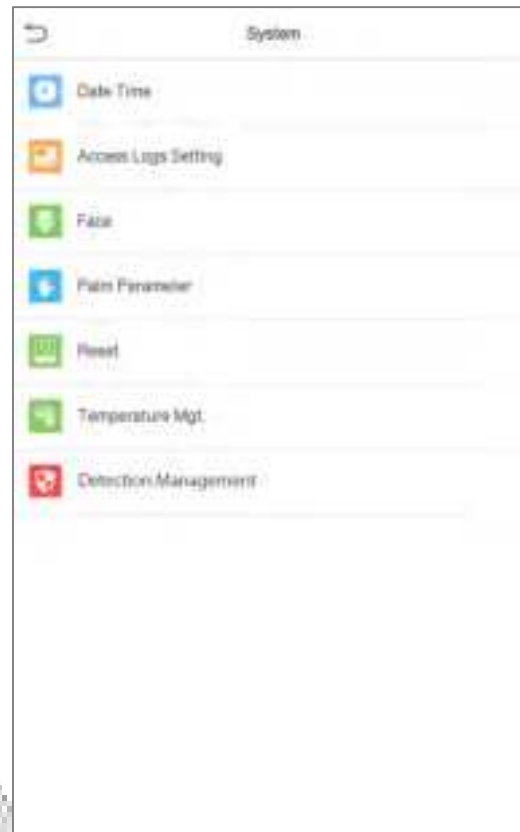 System
Date Time
Access Logs Setting
Face
Palm Parameter
Reset
Temperature Mgt.
Detection Management